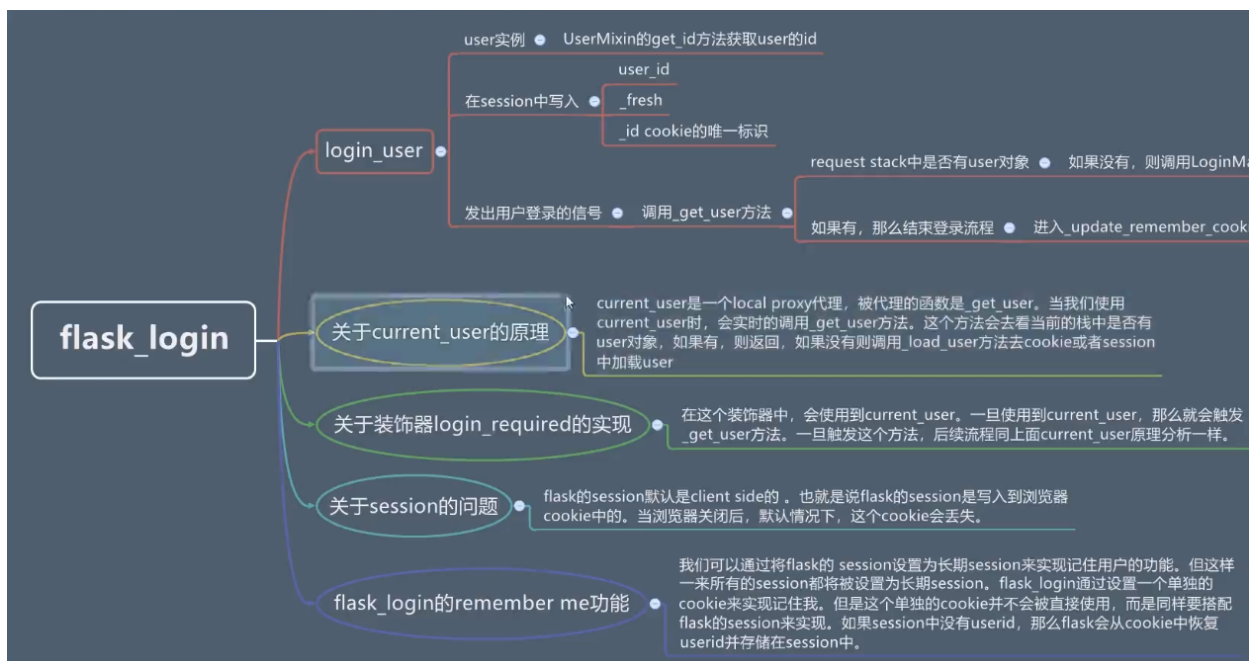 flask_login
login_user
user实例
UserMixin的get_id方法获取user的id
在session中写入
user_id
_fresh
_id cookie的唯一标识
发出用户登录的信号
调用_get_user方法
request stack中是否有user对象
如果没有，则调用LoginMa
如果有，那么结束登录流程
进入_update_remember_cooki
关于current_user的原理
current_user是一个local proxy代理，被代理的函数是_get_user。当我们使用
current_user时，会实时的调用_get_user方法。这个方法会去看当前的栈中是否有
user对象，如果有，则返回，如果没有则调用_load_user方法去cookie或者session
中加载user
关于装饰器login_required的实现
在这个装饰器中，会使用到current_user。一旦使用到current_user，那么就会触发
_get_user方法。一旦触发这个方法，后续流程同上面current_user原理分析一样。
关于session的问题
flask的session默认是client side的 。也就是说flask的session是写入到浏览器
cookie中的。当浏览器关闭后，默认情况下，这个cookie会丢失。
flask_login的remember me功能
我们可以通过将flask的 session设置为长期session来实现记住用户的功能。但这样
一来所有的session都将被设置为长期session。flask_login通过设置一个单独的
cookie来实现记住我。但是这个单独的cookie并不会被直接使用，而是同样要搭配
flask的session来实现。如果session中没有userid，那么flask会从cookie中恢复
userid并存储在session中。